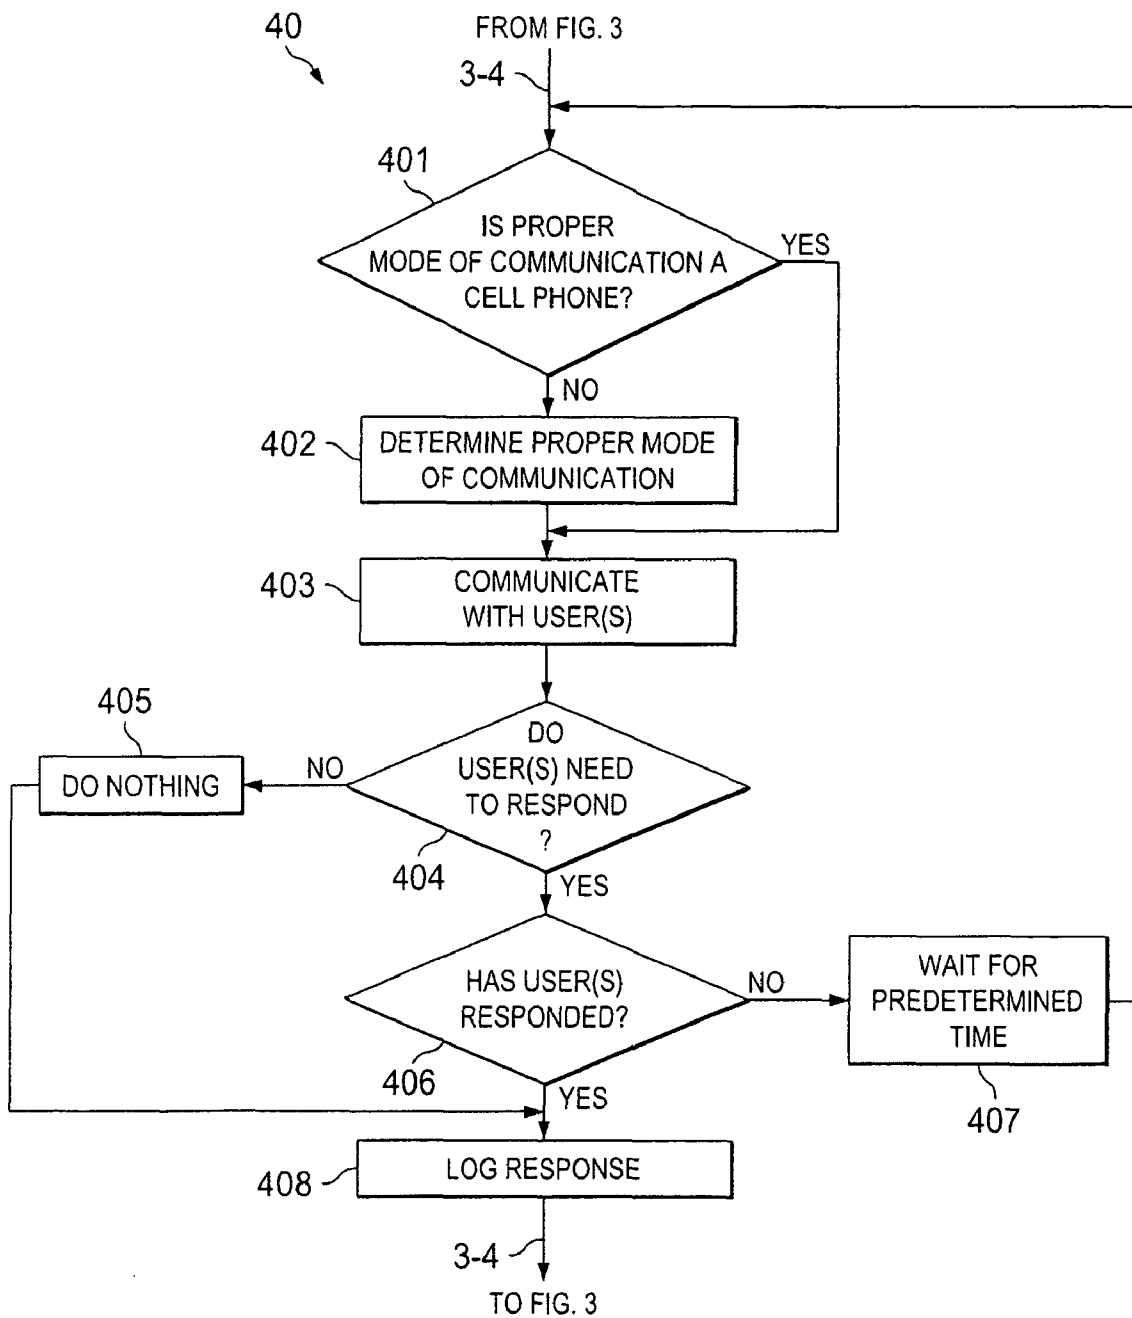 40
FROM FIG. 3
3-4
401
IS PROPER
MODE OF COMMUNICATION A
CELL PHONE?
YES
NO
402
DETERMINE PROPER MODE
OF COMMUNICATION
403
COMMUNICATE
WITH USER(S)
405
DO NOTHING
NO
DO
USER(S) NEED
TO RESPOND
?
404
YES
HAS USER(S)
RESPONDED?
NO
WAIT FOR
PREDETERMINED
TIME
406
YES
407
408
LOG RESPONSE
3-4
TO FIG. 3